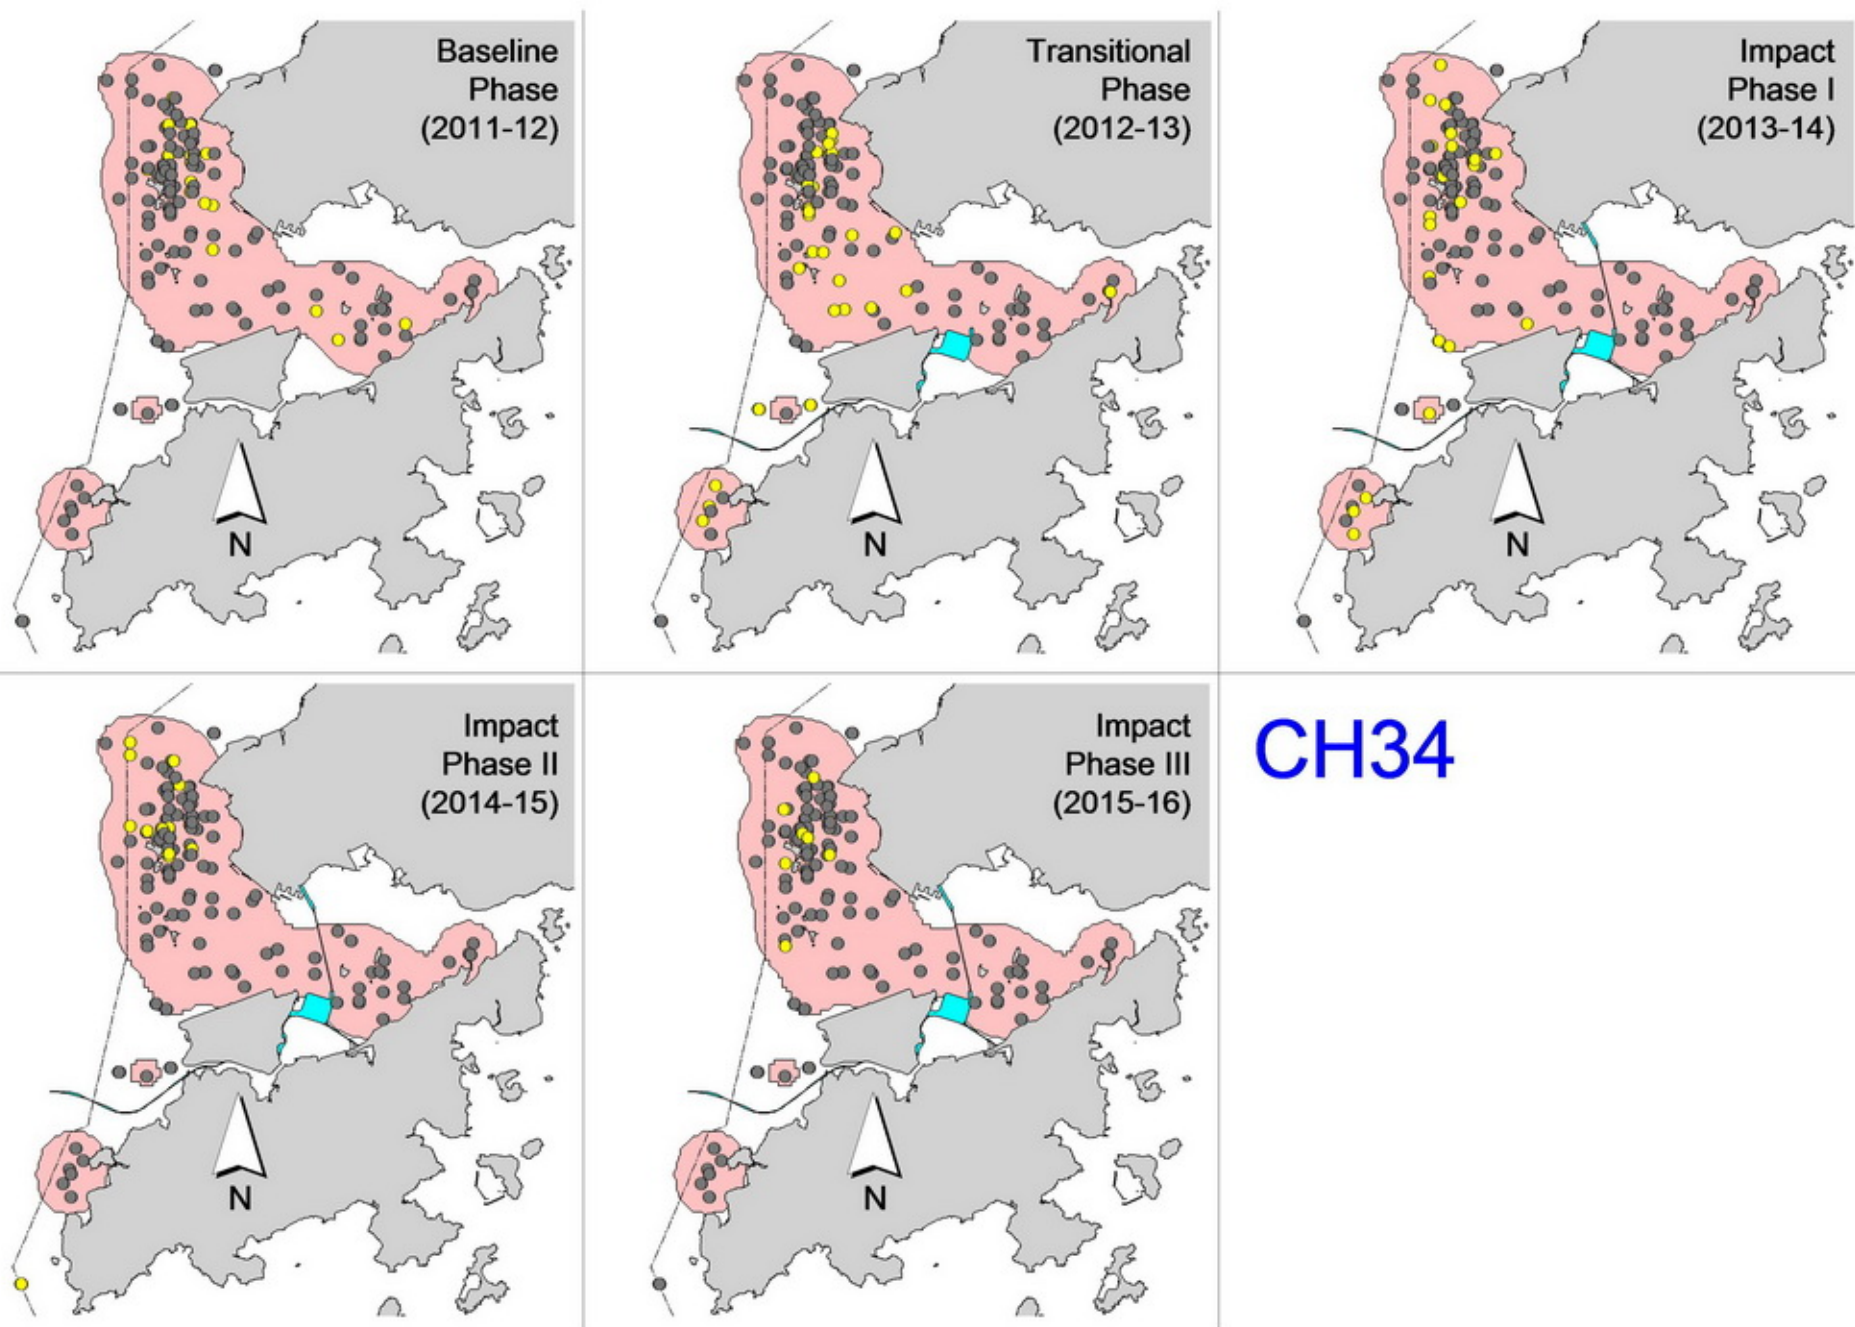 Baseline
Phase
(2011-12)
N
Transitional
Phase
(2012-13)
N
Impact
Phase I
(2013-14)
N
Impact
Phase II
(2014-15)
N
Impact
Phase III
(2015-16)
N
CH34